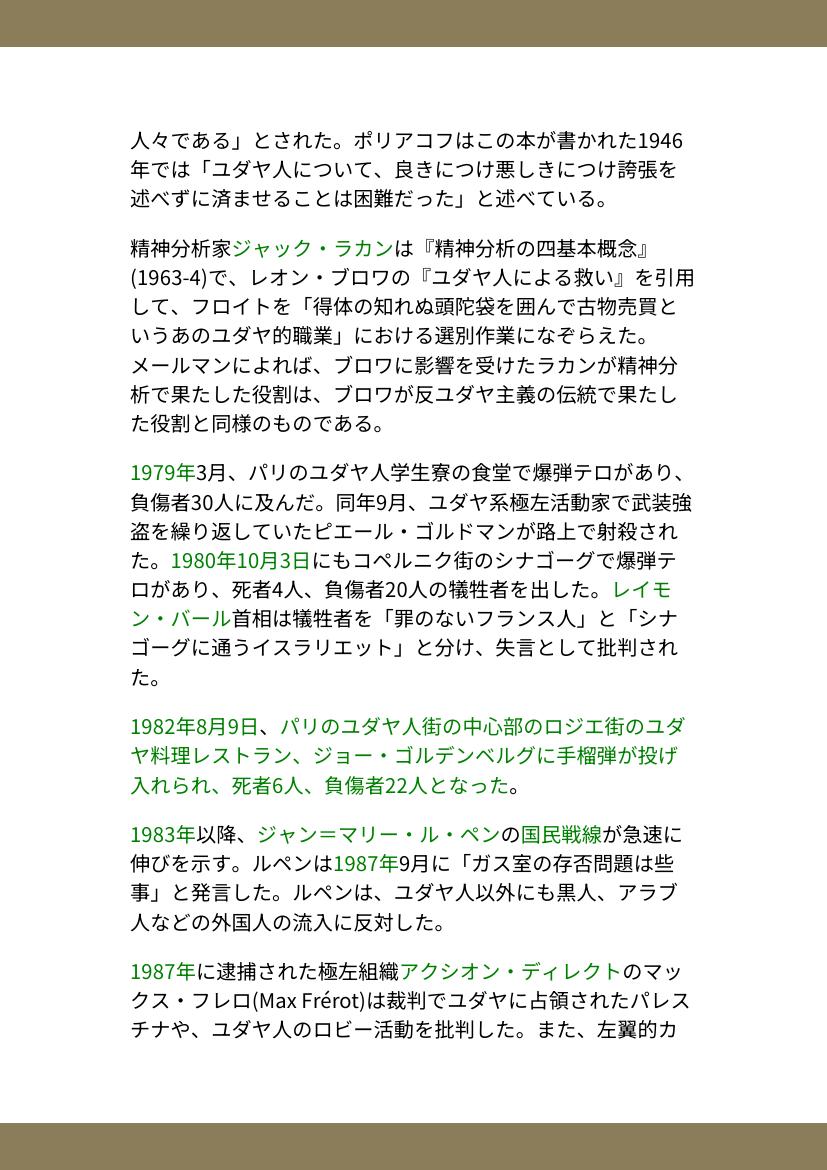 人々である」とされた。ポリアコフはこの本が書かれた1946
年では「ユダヤ人について、良きにつけ悪しきにつけ誇張を
述べずに済ませることは困難だった」と述べている。
精神分析家ジャック・ラカンは『精神分析の四基本概念』
(1963-4)で、レオン・ブロワの『ユダヤ人による救い』を引用
して、フロイトを「得体の知れぬ頭陀袋を囲んで古物売買と
いうあのユダヤ的職業」における選別作業になぞらえた。
メールマンによれば、ブロワに影響を受けたラカンが精神分
析で果たした役割は、ブロワが反ユダヤ主義の伝統で果たし
た役割と同様のものである。
1979年3月、パリのユダヤ人学生寮の食堂で爆弾テロがあり、
負傷者30人に及んだ。同年9月、ユダヤ系極左活動家で武装強
盗を繰り返していたピエール・ゴルドマンが路上で射殺され
た。1980年10月3日にもコペルニク街のシナゴーグで爆弾テ
ロがあり、死者4人、負傷者20人の犠牲者を出した。レイモ
ン・バール首相は犠牲者を「罪のないフランス人」と「シナ
ゴーグに通うイスラリエット」と分け、失言として批判され
た。
1982年8月9日、パリのユダヤ人街の中心部のロジエ街のユダ
ヤ料理レストラン、ジョー・ゴルデンベルグに手榴弾が投げ
入れられ、死者6人、負傷者22人となった。
1983年以降、ジャン＝マリー・ル・ペンの国民戦線が急速に
伸びを示す。ルペンは1987年9月に「ガス室の存否問題は些
事」と発言した。ルペンは、ユダヤ人以外にも黒人、アラブ
人などの外国人の流入に反対した。
1987年に逮捕された極左組織アクシオン・ディレクトのマッ
クス・フレロ(Max Frérot)は裁判でユダヤに占領されたパレス
チナや、ユダヤ人のロビー活動を批判した。また、左翼的カ